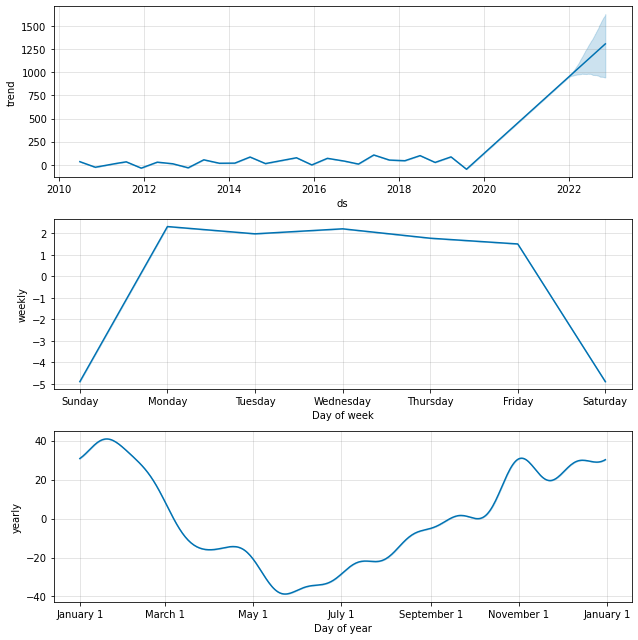 1500
1250
1000
750
500
250
0
trend
2010 2012 2014 2016 2018 2020 2022
ds
2
1
0
−1
−2
−3
−4
−5
weekly
Sunday Monday Tuesday Wednesday Thursday Friday Saturday
Day of week
40
20
0
−20
−40
yearly
January 1 March 1 May 1 July 1 September 1 November 1 January 1
Day of year